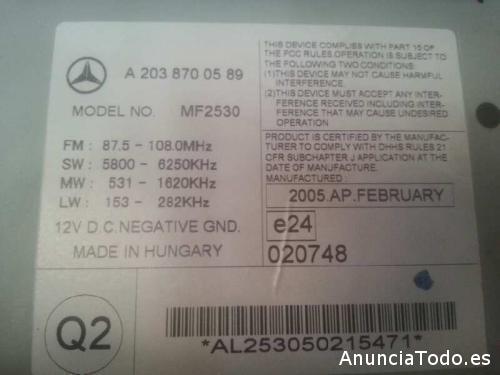 A 203 870 05 89
MODEL NO. MF2530
FM : 87.5 - 108.0MHz
SW : 5800 - 6250KHz
MW : 531 - 1620KHz
LW : 153 - 282KHz
12V D.C. NEGATIVE GND.
MADE IN HUNGARY
THIS DEVICE COMPLIES WITH PART 15 OF
THE FCC RULES.OPERATION IS SUBJECT TO
THE FOLLOWING TWO CONDITIONS:
(1)THIS DEVICE MAY NOT CAUSE HARMFUL
INTERFERENCE.
(2)THIS DEVICE MUST ACCEPT ANY INTER-
FERENCE RECEIVED INCLUDING INTER-
FERENCE THAT MAY CAUSE UNDESIRED
OPERATION.
PRODUCT IS CERTIFIED BY THE MANUFAC-
TURER TO COMPLY WITH DHHS RULES 21
CFR SUBCHAPTER J APPLICATION AT THE
DATE OF MANUFACTURE.
MANUFACTURED :
2005.AP.FEBRUARY
e24
020748
Q2
*AL253050215471*
AnunciaTodo.es